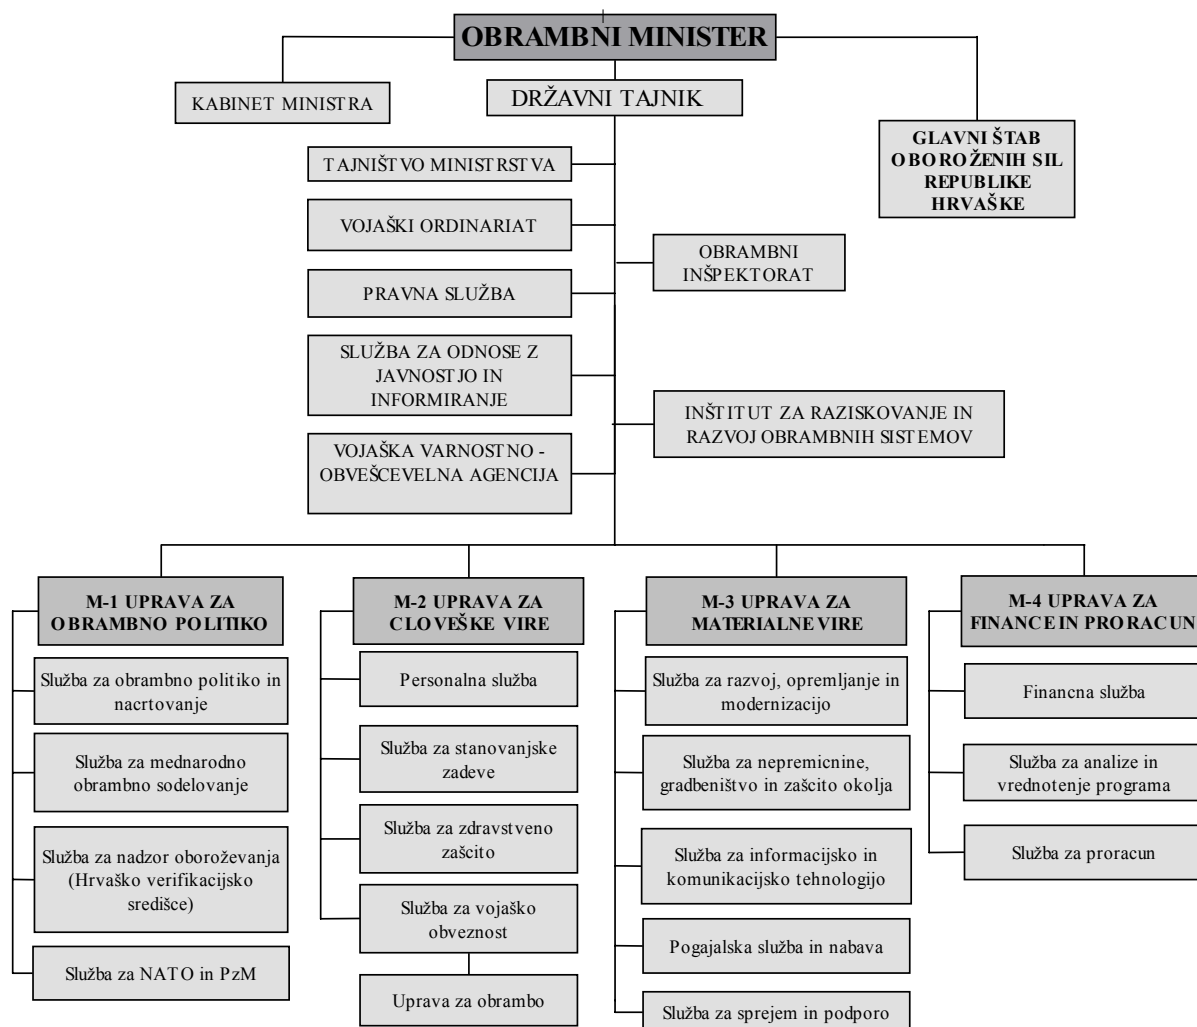 OBRAMBNI MINISTER
KABINET MINISTRA
DRŽAVNI TAJNIK
GLAVNI ŠTAB
OBOROŽENIH SIL
REPUBLIKE
HRVAŠKE
TAJNIŠTVO MINISTRSTVA
VOJAŠKI ORDINARIAT
OBRAMBNI
INŠPEKTORAT
PRAVNA SLUŽBA
SLUŽBA ZA ODNOSE Z
JAVNOSTJO IN
INFORMIRANJE
INŠTITUT ZA RAZISKOVANJE IN
RAZVOJ OBRAMBNIH SISTEMOV
VOJAŠKA VARNOSTNO -
OBVEŠCEVELNA AGENCIJA
M-1 UPRAVA ZA
OBRAMBNO POLITIKO
Služba za obrambno politiko in
nacrtovanje
Služba za mednarodno
obrambno sodelovanje
Služba za nadzor oboroževanja
(Hrvaško verifikacijsko
središce)
Služba za NATO in PzM
M-2 UPRAVA ZA
CLOVEŠKE VIRE
Personalna služba
Služba za stanovanjske
zadeve
Služba za zdravstveno
zašcito
Služba za vojaško
obveznost
Uprava za obrambo
M-3 UPRAVA ZA
MATERIALNE VIRE
Služba za razvoj, opremljanje in
modernizacijo
Služba za nepremicnine,
gradbeništvo in zašcito okolja
Služba za informacijsko in
komunikacijsko tehnologijo
Pogajalska služba in nabava
Služba za sprejem in podporo
M-4 UPRAVA ZA
FINANCE IN PRORACUN
Financna služba
Služba za analize in
vrednotenje programa
Služba za proracun